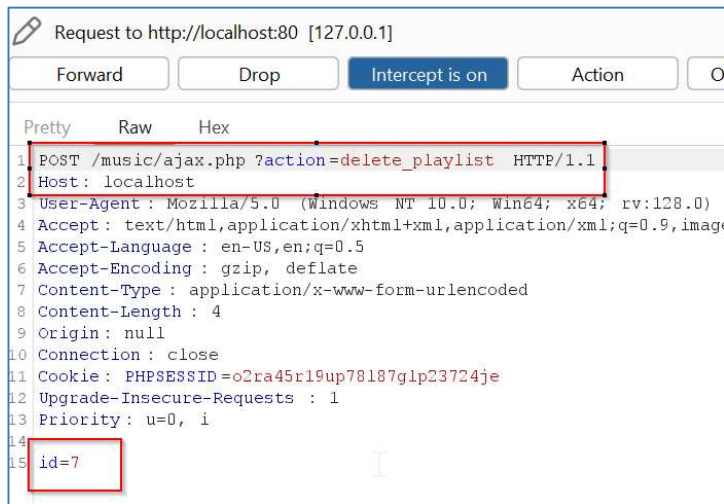 Request to http://localhost:80 [127.0.0.1]
Forward Drop Intercept is on Action
Pretty Raw Hex
1 POST /music/ajax.php ?action=delete_playlist HTTP/1.1
2 Host: localhost
3 User-Agent: Mozilla/5.0 (Windows NT 10.0; Win64; x64; rv:128.0)
4 Accept: text/html,application/xhtml+xml,application/xml;q=0.9,image
5 Accept-Language : en-US,en;q=0.5
6 Accept-Encoding : gzip, deflate
7 Content-Type : application/x-www-form-urlencoded
8 Content-Length : 4
9 Origin: null
10 Connection : close
11 Cookie: PHPSESSID=o2ra45r19up78187glp23724je
12 Upgrade-Insecure-Requests : 1
13 Priority: u=0, i
14
15 id=7